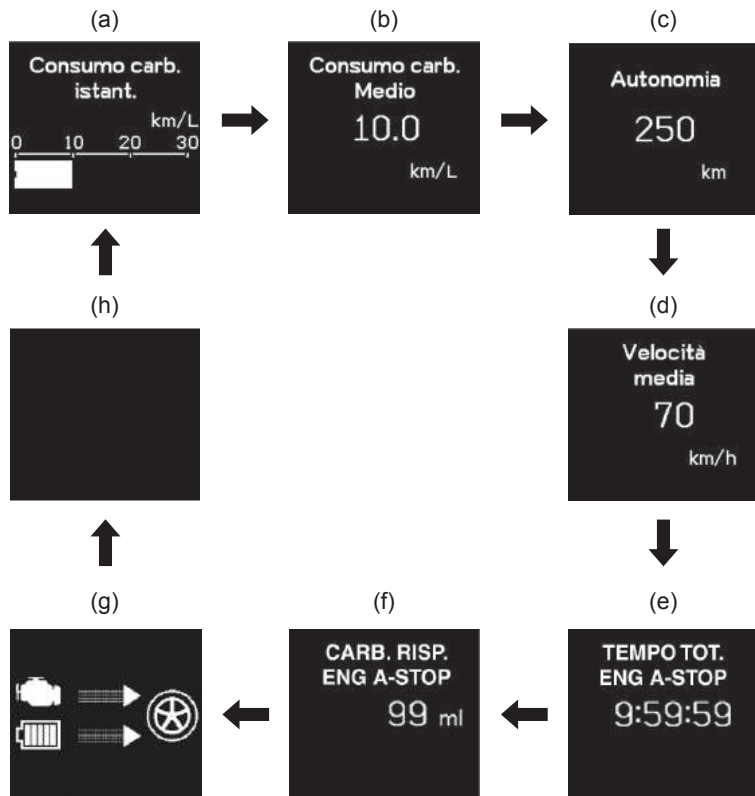 (a)
Consumo carb.
istant.
km/L
0 10 20 30
(b)
Consumo carb.
Medio
10.0
km/L
(c)
Autonomia
250
km
(d)
Velocità
media
70
km/h
(e)
TEMPO TOT.
ENG A-STOP
9:59:59
(f)
CARB. RISP.
ENG A-STOP
99 ml
(g)
(h)